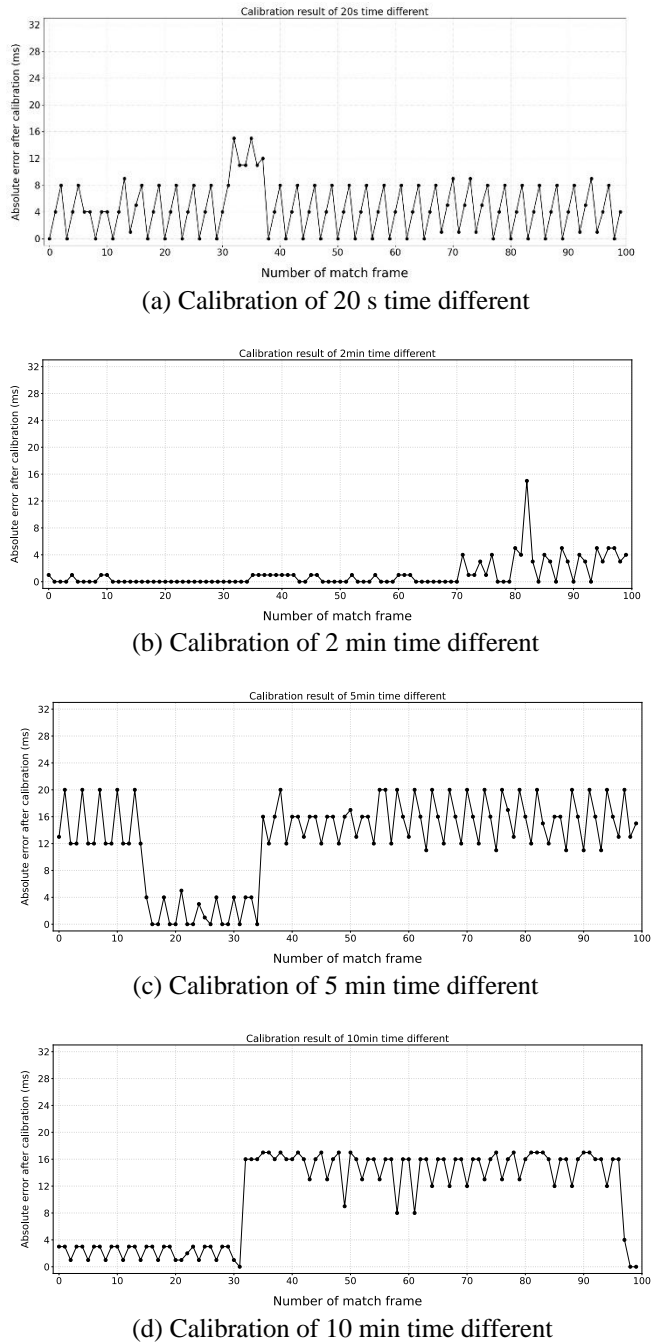 Calibration result of 20s time different
Absolute error after calibration (ms)
32
28
24
20
16
12
8
4
0
0 10 20 30 40 50 60 70 80 90 100
Number of match frame
(a) Calibration of 20 s time different
Calibration result of 2min time different
Absolute error after calibration (ms)
32
28
24
20
16
12
8
4
0
0 10 20 30 40 50 60 70 80 90 100
Number of match frame
(b) Calibration of 2 min time different
Calibration result of 5min time different
Absolute error after calibration (ms)
32
28
24
20
16
12
8
4
0
0 10 20 30 40 50 60 70 80 90 100
Number of match frame
(c) Calibration of 5 min time different
Calibration result of 10min time different
Absolute error after calibration (ms)
32
28
24
20
16
12
8
4
0
0 10 20 30 40 50 60 70 80 90 100
Number of match frame
(d) Calibration of 10 min time different